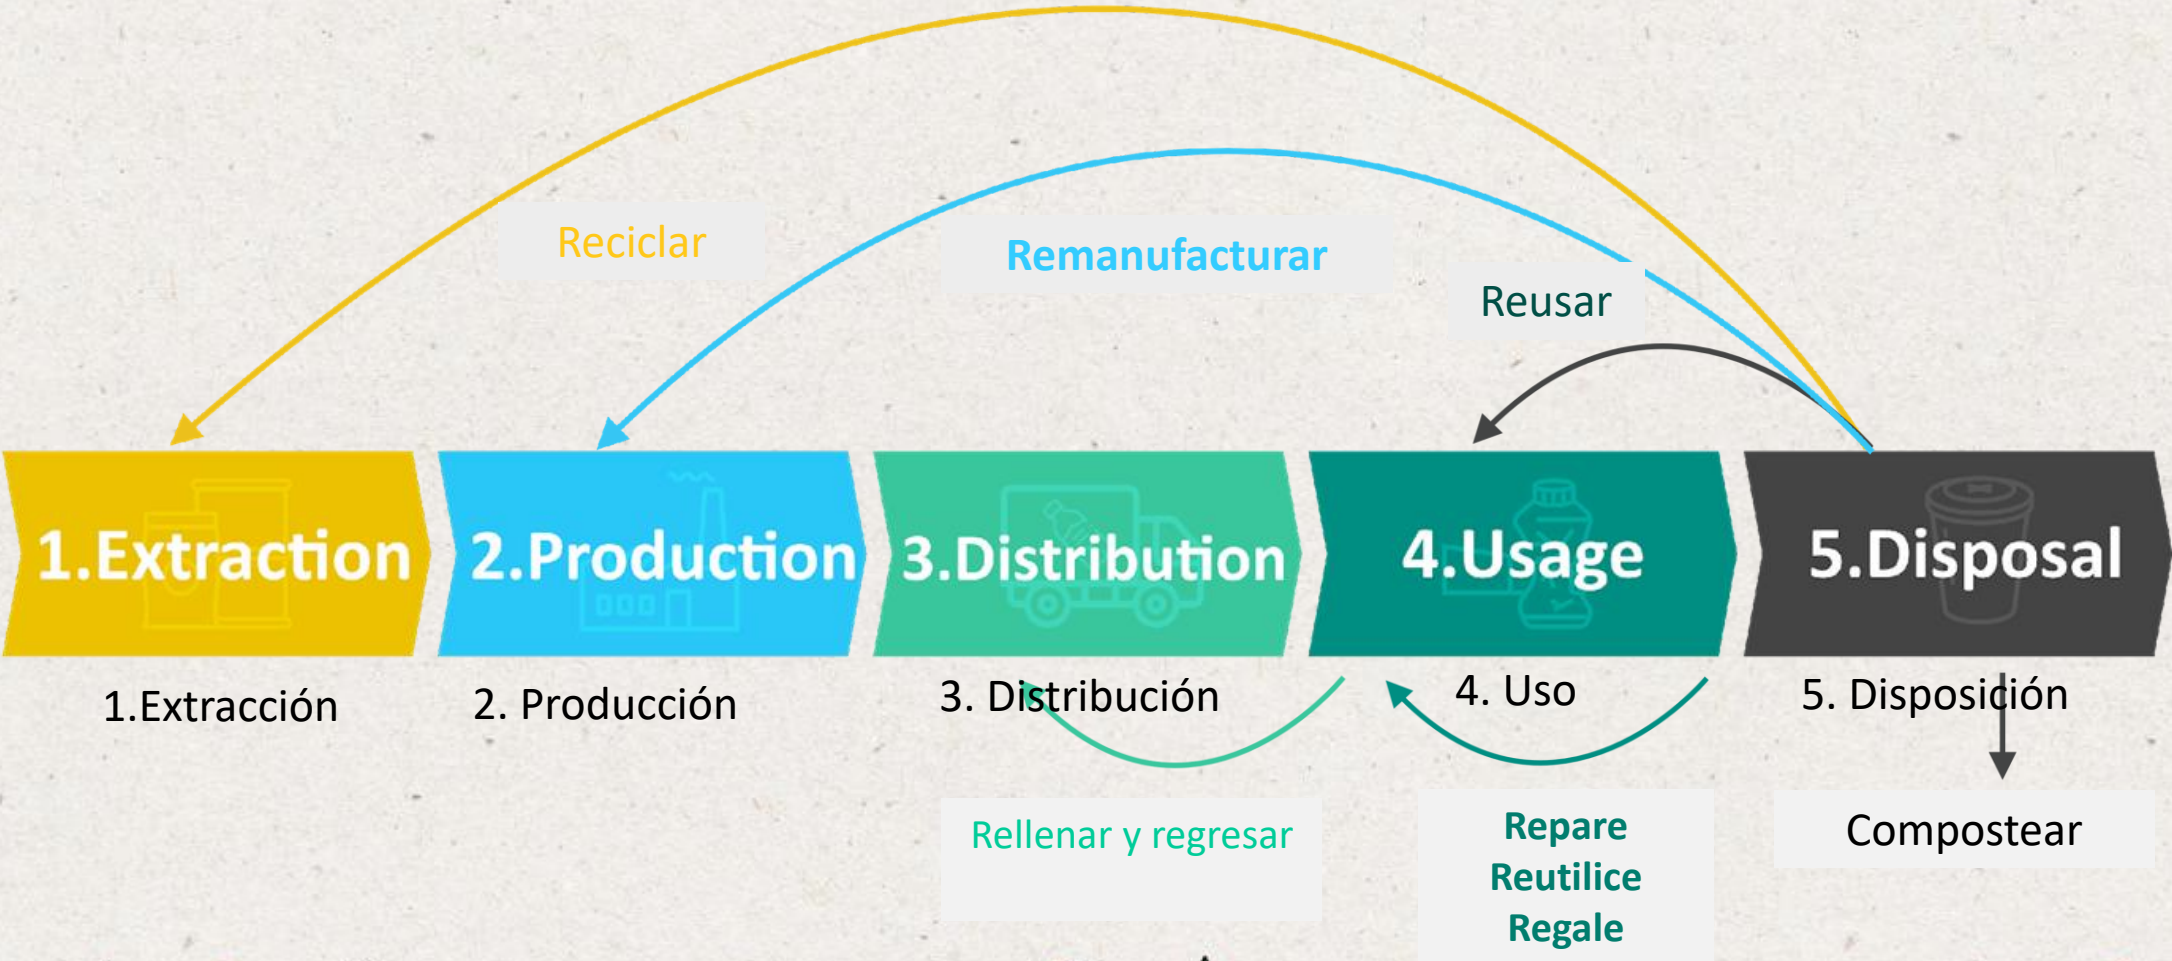 Reciclar
Remanufacturar
Reusar
1.Extraction
2.Production
3.Distribution
4.Usage
5.Disposal
1.Extracción
2. Producción
3. Distribución
4. Uso
5. Disposición
Rellenar y regresar
Repare
Reutilice
Regale
Compostear